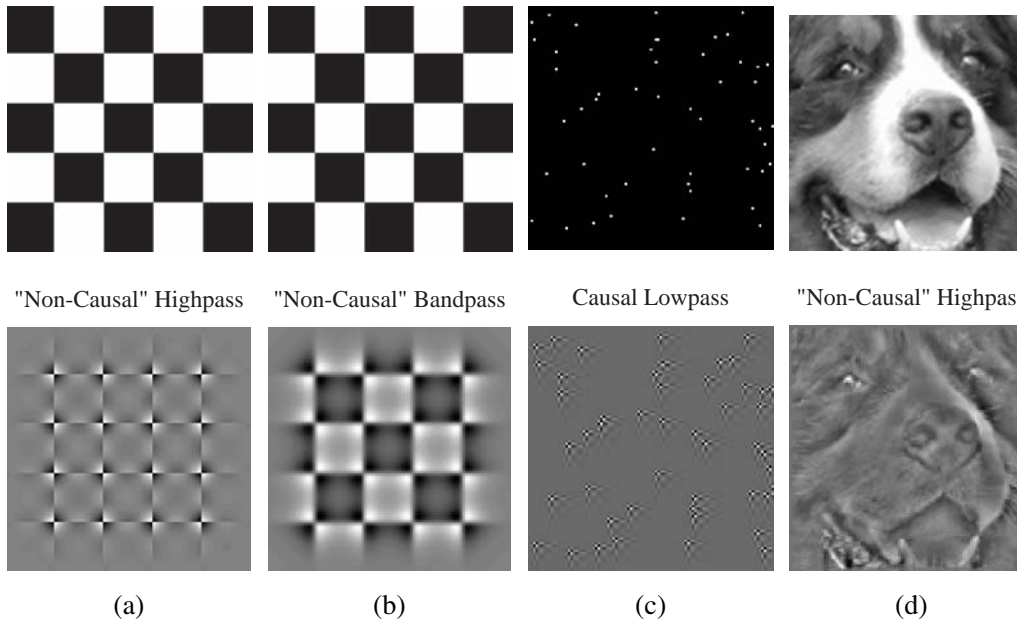 "Non-Causal" Highpass
"Non-Causal" Bandpass
Causal Lowpass
"Non-Causal" Highpas
(a)
(b)
(c)
(d)